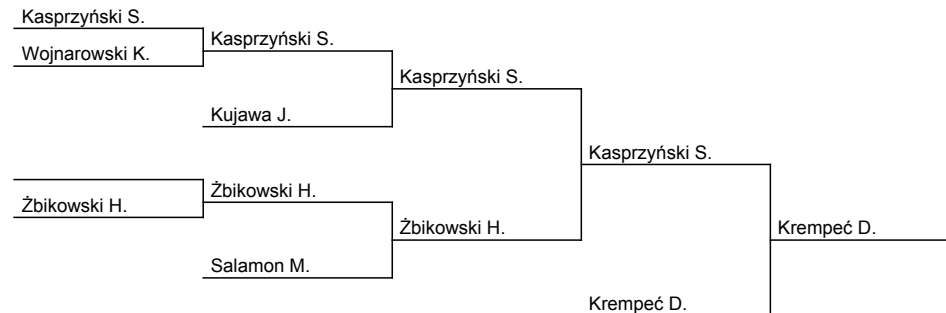 Kasprzyński S.
Wojnarowski K.
Kasprzyński S.
Kujawa J.
Kasprzyński S.
Żbikowski H.
Żbikowski H.
Salamon M.
Żbikowski H.
Kasprzyński S.
Krempeć D.
Krempeć D.